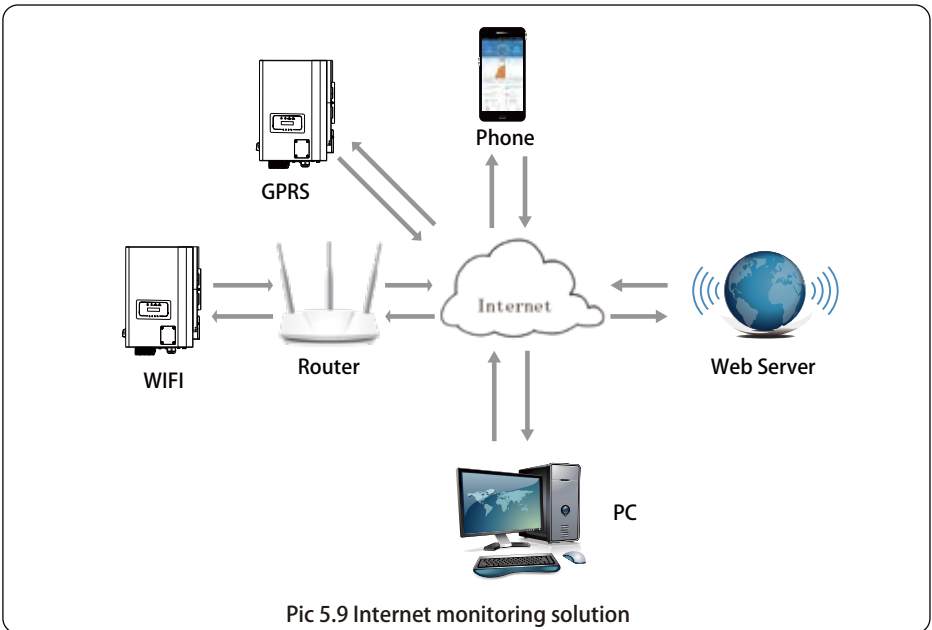 Phone
GPRS
Internet
WIFI
Router
Web Server
PC
Pic 5.9 Internet monitoring solution